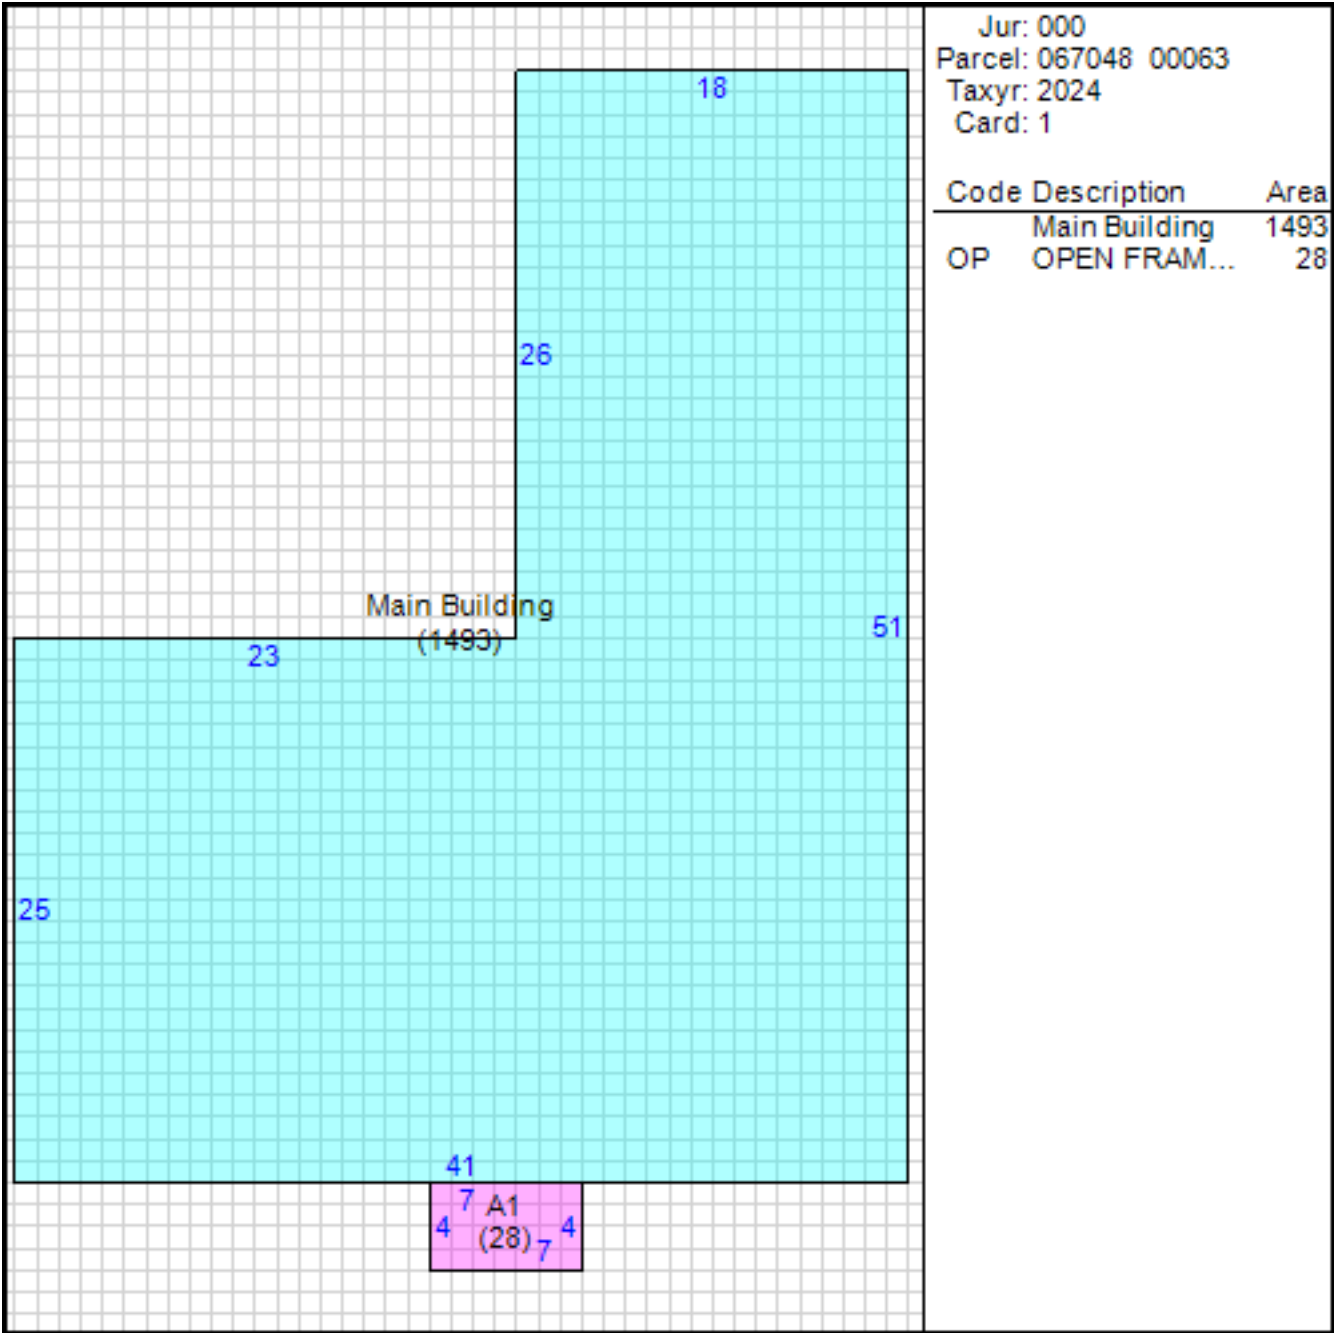 Jur: 000
Parcel: 067048 00063
Taxyr: 2024
Card: 1
Code Description Area
Main Building 1493
OP OPEN FRAM... 28
18
26
Main Building
(1493)
51
23
25
41
7
A1
4
4
(28)
7